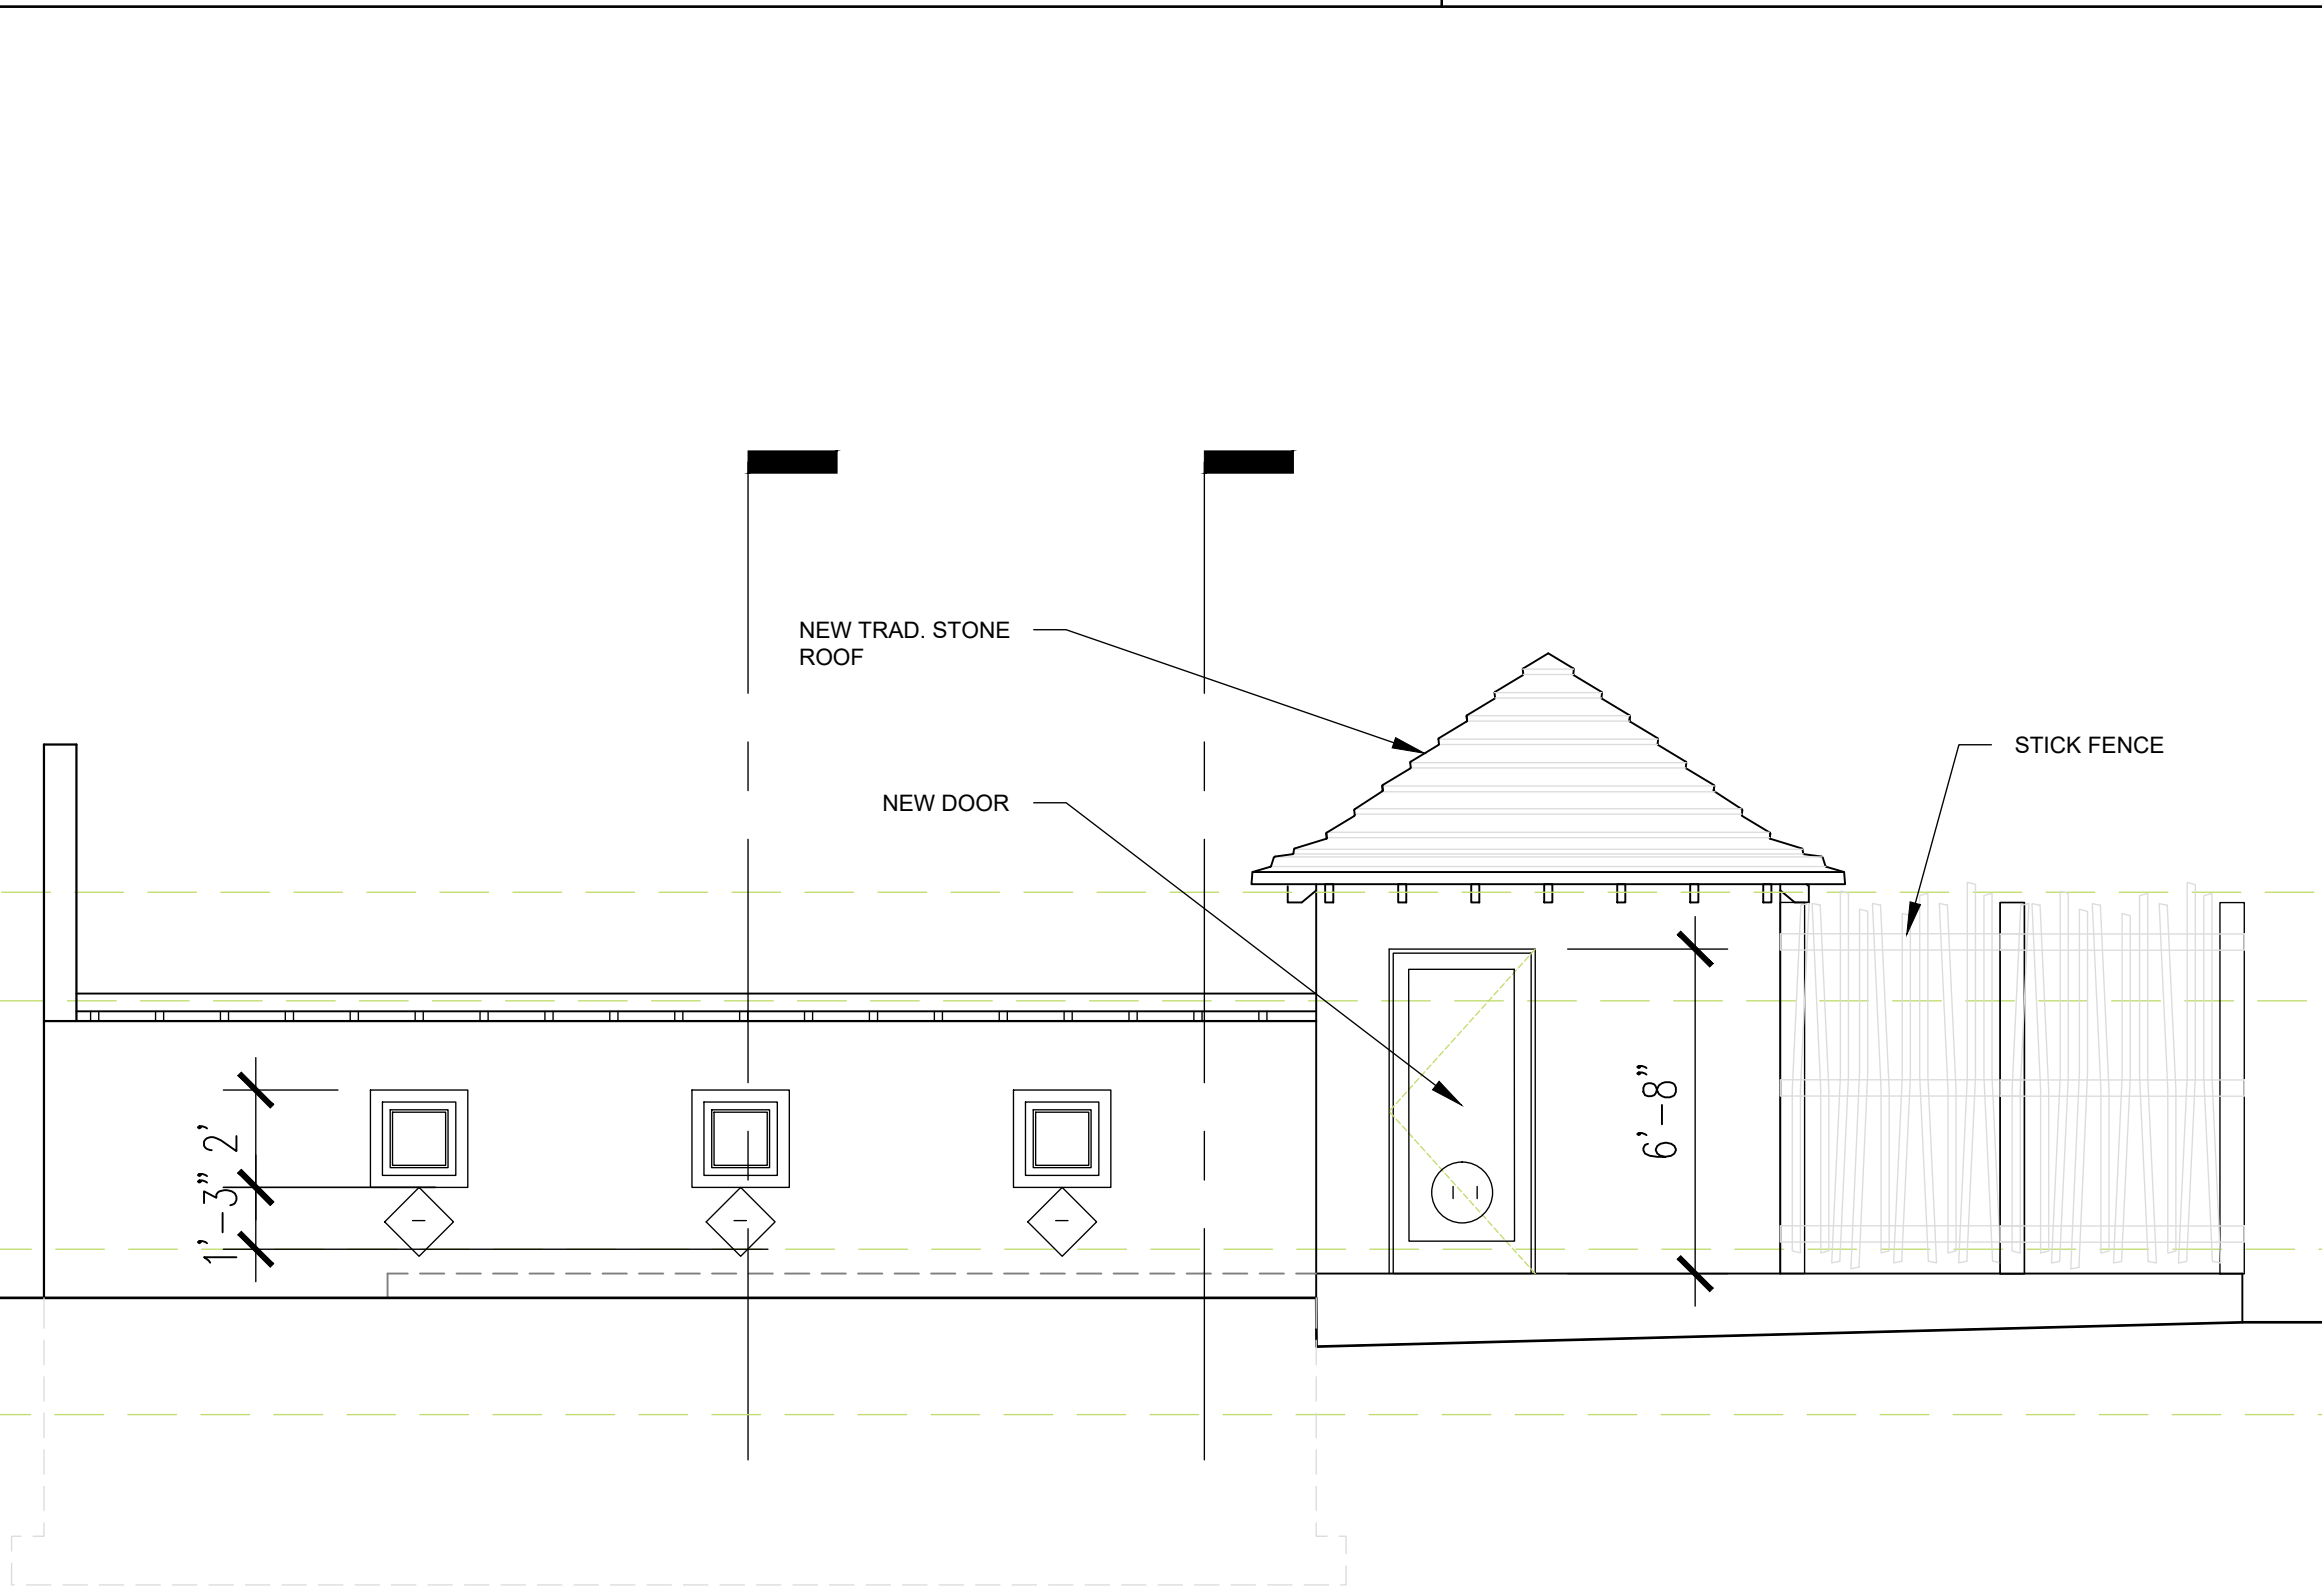 NEW TRAD. STONE
ROOF
STICK FENCE
NEW DOOR
6'-8"
2'
1'-3"